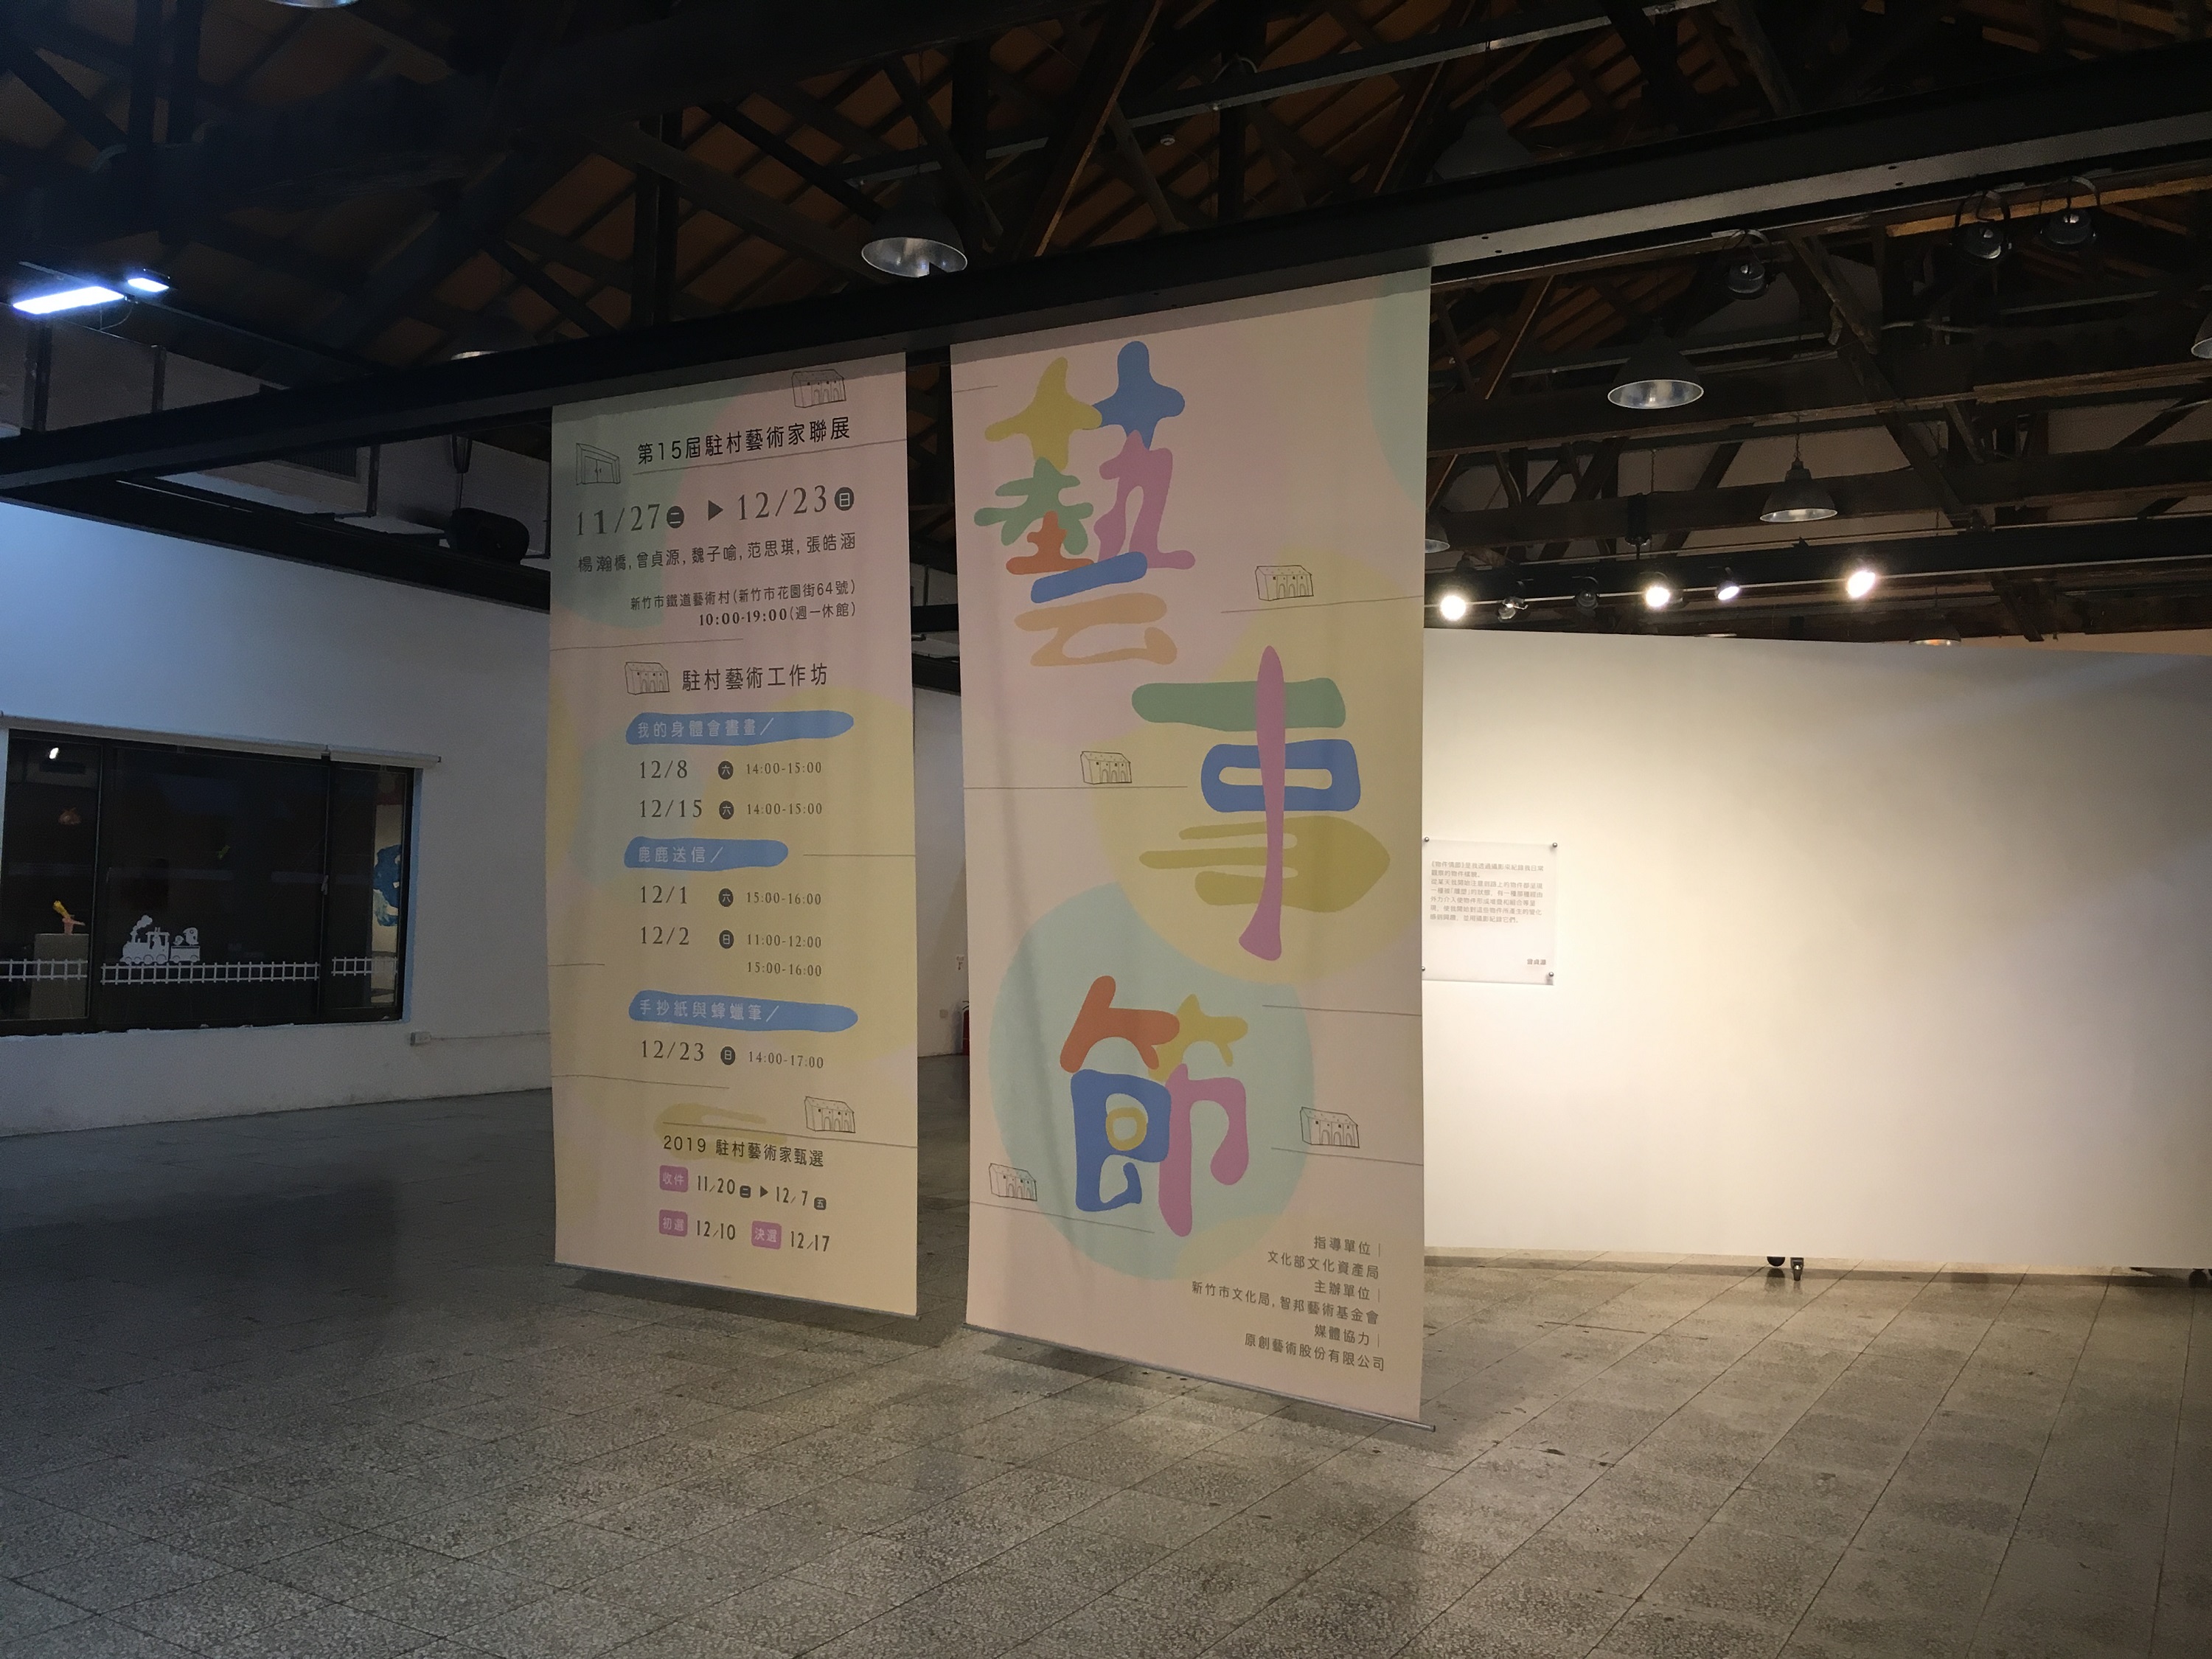 第15屆駐村藝術家聯展
11/27 二 ▶ 12/23 日
楊瀚橋, 曾貞源, 魏子喻, 范思琪, 張皓涵
新竹市鐵道藝術村(新竹市花園街64號)
10:00-19:00(週一休館)
駐村藝術工作坊
我的身體會畫畫/
12/8 六 14:00-15:00
12/15 六 14:00-15:00
鹿鹿送信/
12/1 六 15:00-16:00
12/2 日 11:00-12:00
15:00-16:00
手抄紙與蜂蠟筆/
12/23 日 14:00-17:00
2019 駐村藝術家甄選
收件 11/20 二 ▶ 12/7 五
初選 12/10 決選 12/17
藝
事
節
指導單位|
文化部文化資產局
主辦單位|
新竹市文化局, 智邦藝術基金會
媒體協力|
原創藝術股份有限公司